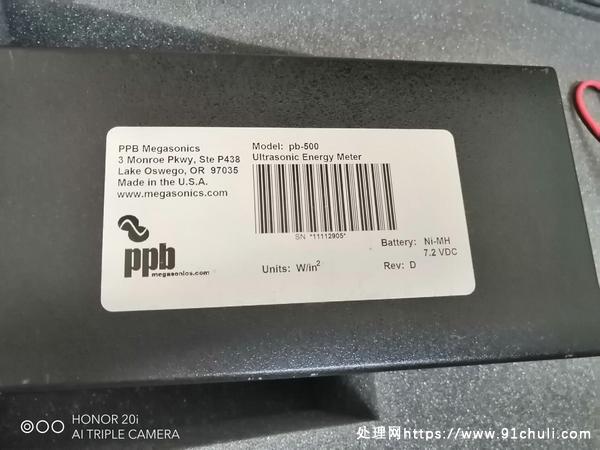 PPB Megasonics
3 Monroe Pkwy, Ste P438
Lake Oswego, OR 97035
Made in the U.S.A.
www.megasonics.com
Model: pb-500
Ultrasonic Energy Meter
SN *11112905*
Battery: Ni-MH
7.2 VDC
Units: W/in²
Rev: D
ppb
megasonics.com
HONOR 20i
AI TRIPLE CAMERA
处理网https://www.91chuli.com/